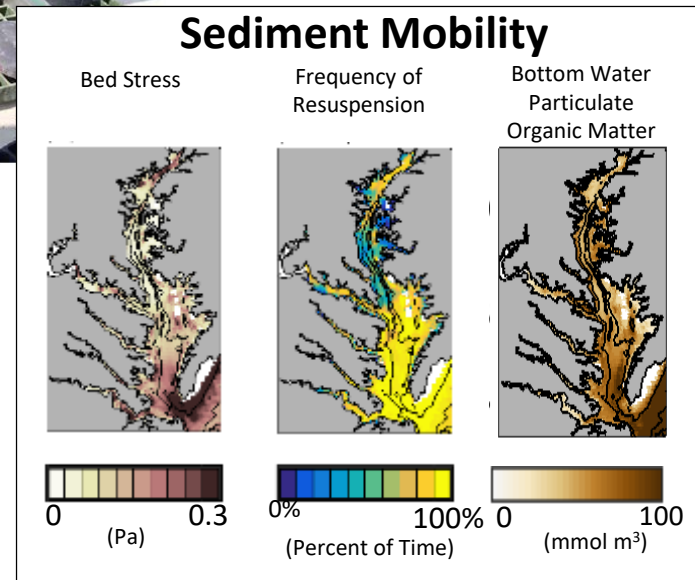 Sediment Mobility
Bed Stress
Frequency of
Resuspension
Bottom Water
Particulate
Organic Matter
0 0.3
(Pa)
0% 100%
(Percent of Time)
0 100
(mmol m³)